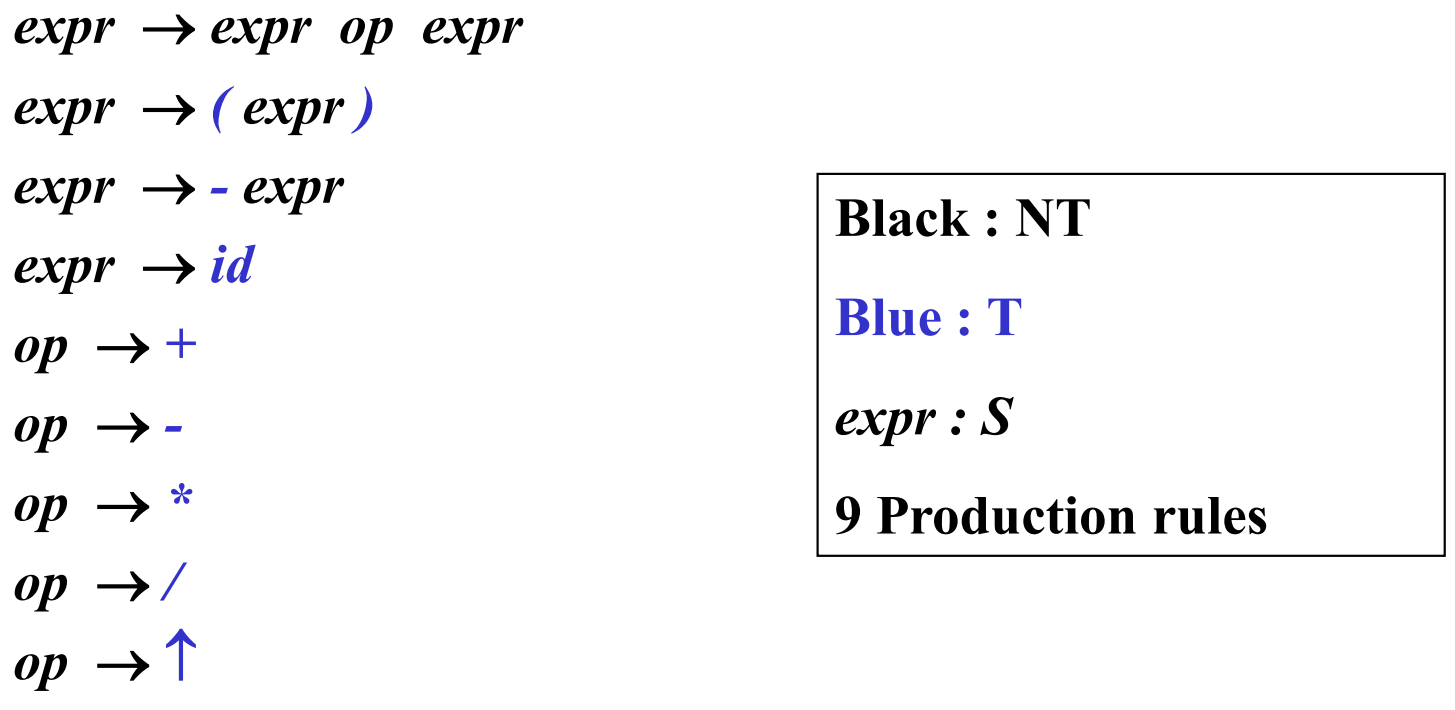 expr → expr op expr
expr → ( expr )
expr → - expr
expr → id
op → +
op → -
op → *
op → /
op → ↑
Black : NT
Blue : T
expr : S
9 Production rules